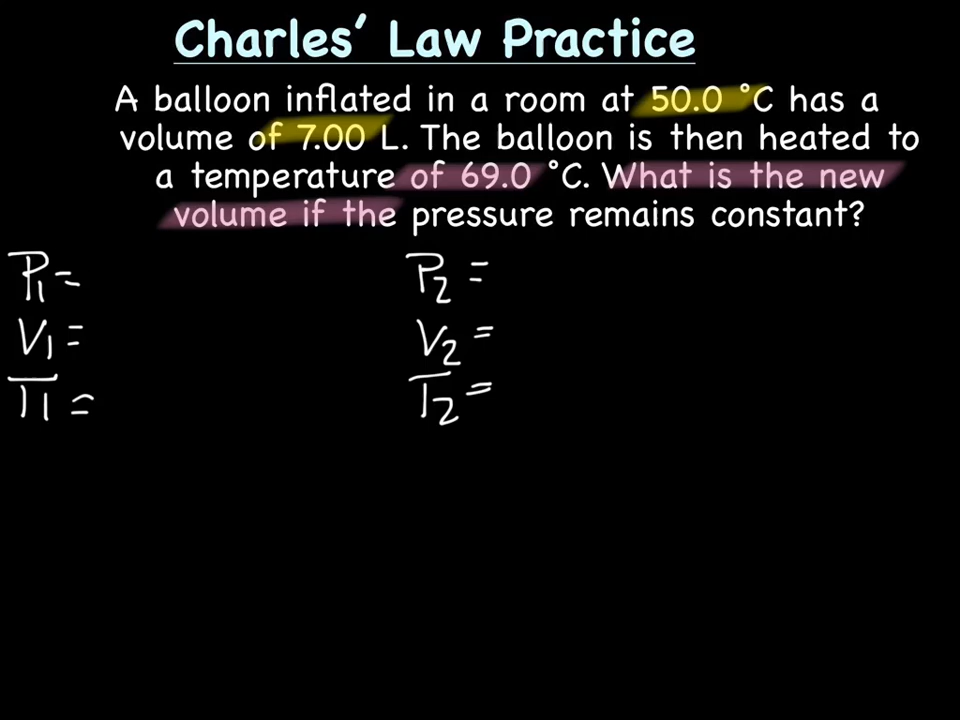 Charles' Law Practice
A balloon inflated in a room at 50.0 °C has a
volume of 7.00 L. The balloon is then heated to
a temperature of 69.0 °C. What is the new
volume if the pressure remains constant?
P1= P2=
V1= V2=
T1= T2=